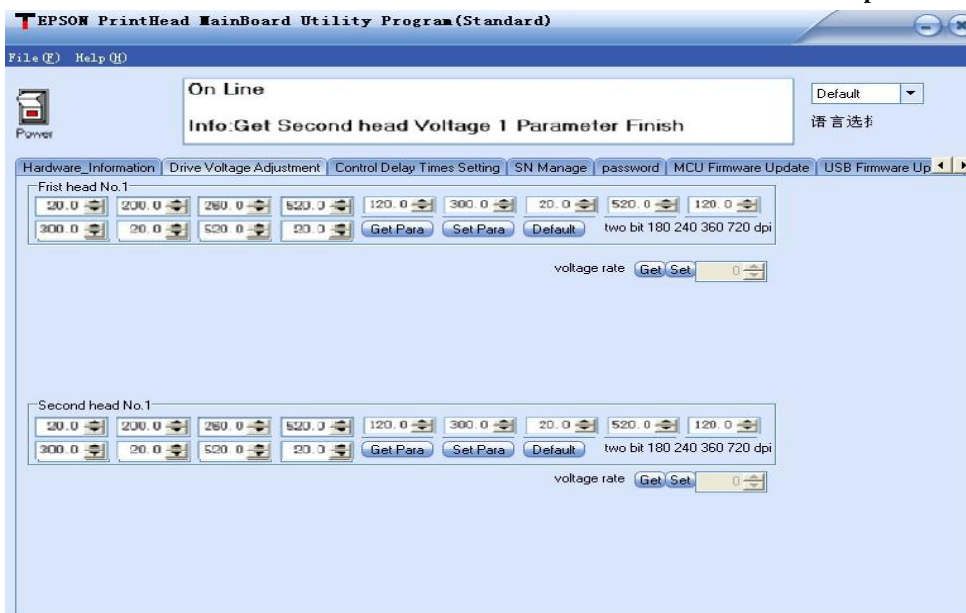 EPSON PrintHead MainBoard Utility Program(Standard)
File(F) Help(H)
On Line
Default
Info:Get Second head Voltage 1 Parameter Finish
语言选
Power
Hardware_Information Drive Voltage Adjustment Control Delay Times Setting SN Manage password MCU Firmware Update USB Firmware Up
Frist head No.1
20.0 200.0 260.0 520.0 120.0 300.0 20.0 520.0 120.0
300.0 20.0 520.0 20.0 Get Para Set Para Default two bit 180 240 360 720 dpi
voltage rate Get Set 0
Second head No.1
20.0 200.0 260.0 520.0 120.0 300.0 20.0 520.0 120.0
300.0 20.0 520.0 20.0 Get Para Set Para Default two bit 180 240 360 720 dpi
voltage rate Get Set 0